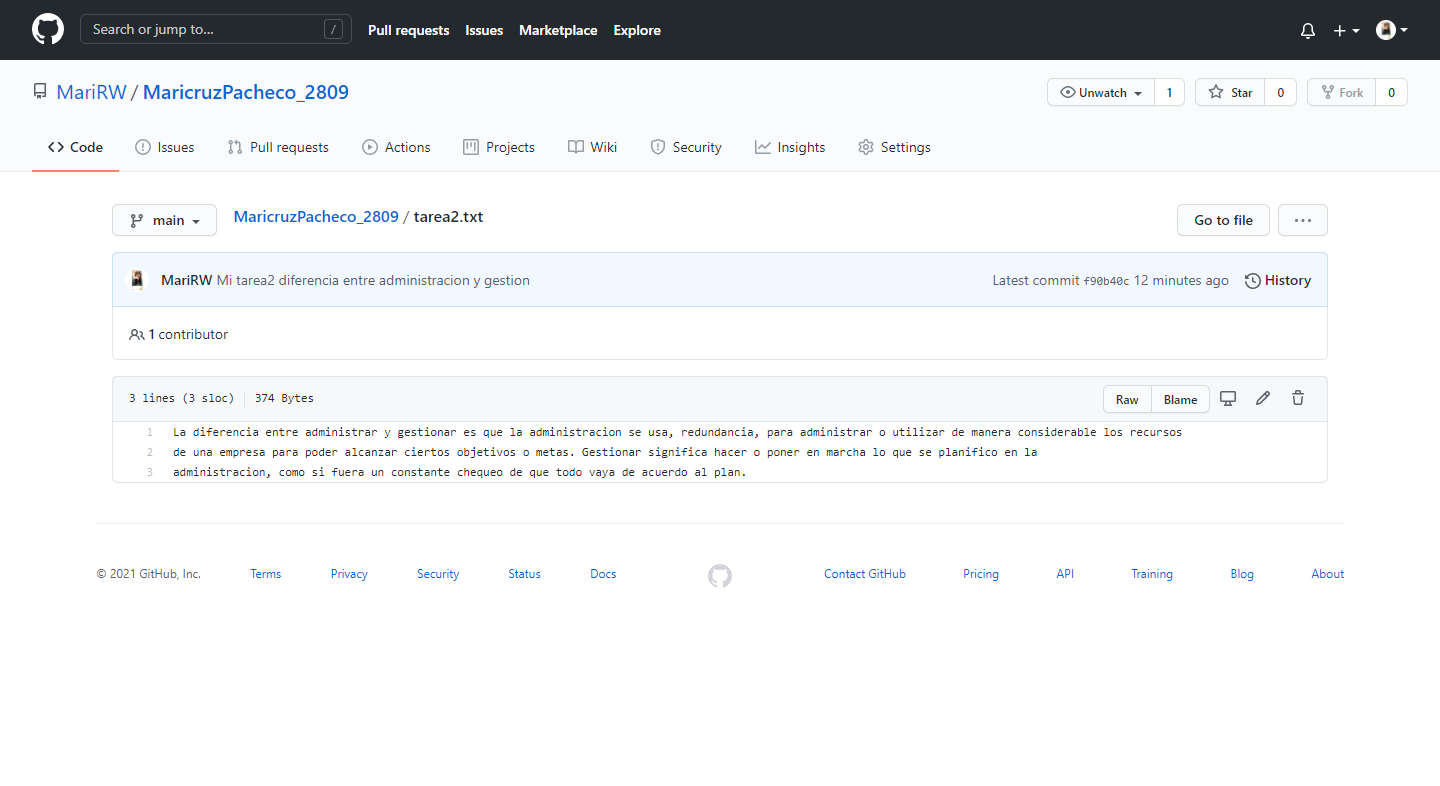 Search or jump to... /
Pull requests Issues Marketplace Explore
MariRW / MaricruzPacheco_2809
Unwatch 1 Star 0 Fork 0
Code Issues Pull requests Actions Projects Wiki Security Insights Settings
main MaricruzPacheco_2809 / tarea2.txt Go to file ...
MariRW Mi tarea2 diferencia entre administracion y gestion Latest commit f90b40c 12 minutes ago History
1 contributor
3 lines (3 sloc) 374 Bytes Raw Blame
1 La diferencia entre administrar y gestionar es que la administracion se usa, redundancia, para administrar o utilizar de manera considerable los recursos
2 de una empresa para poder alcanzar ciertos objetivos o metas. Gestionar significa hacer o poner en marcha lo que se planifico en la
3 administracion, como si fuera un constante chequeo de que todo vaya de acuerdo al plan.
© 2021 GitHub, Inc. Terms Privacy Security Status Docs Contact GitHub Pricing API Training Blog About